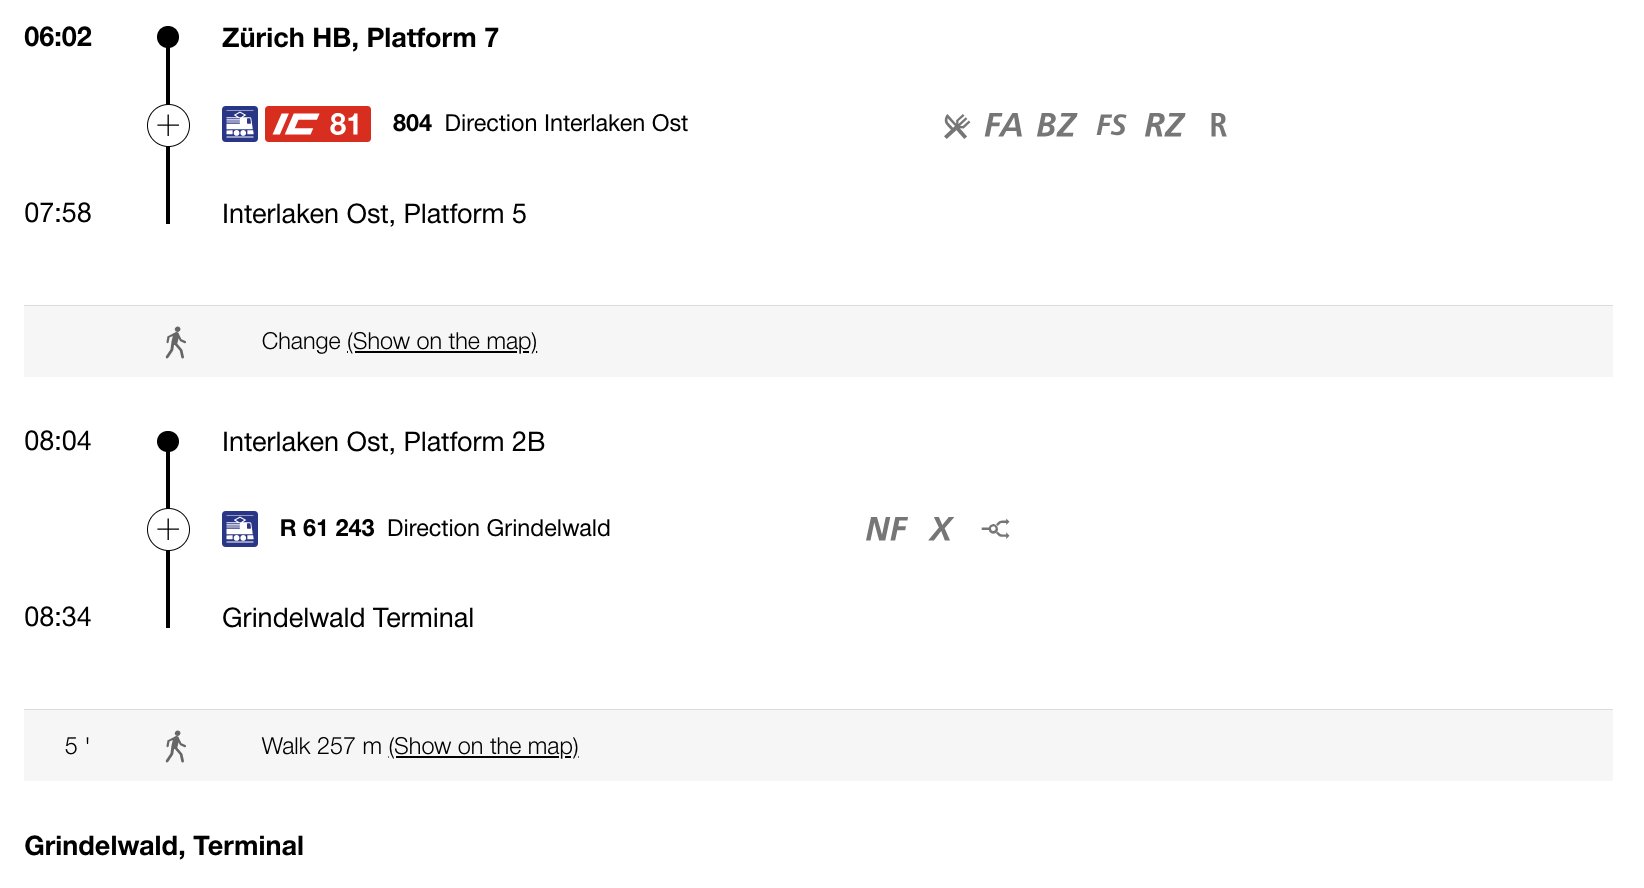 06:02 Zürich HB, Platform 7
IC 81 804 Direction Interlaken Ost FA BZ FS RZ R
07:58 Interlaken Ost, Platform 5
Change (Show on the map)
08:04 Interlaken Ost, Platform 2B
R 61 243 Direction Grindelwald NF X
08:34 Grindelwald Terminal
5 ' Walk 257 m (Show on the map)
Grindelwald, Terminal